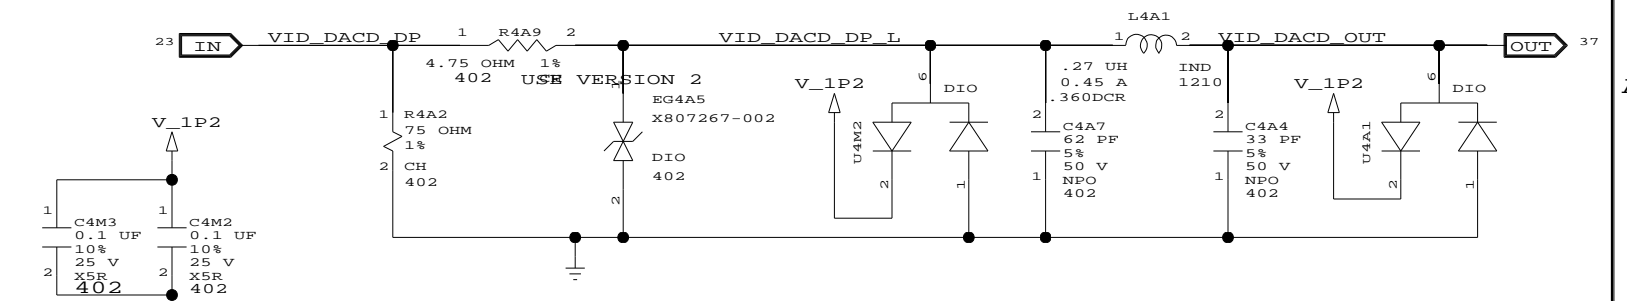 23 IN VID_DACD_DP 1 R4A9 2 VID_DACD_DP_L L4A1 1 2 VID_DACD_OUT OUT 37
4.75 OHM 1%
402
USE VERSION 2
1
EG4A5
X807267-002
DIO
402
2
1 R4A2
75 OHM
1%
2 CH
402
V_1P2
1 C4M3
0.1 UF
10%
25 V
2 X5R
402
1 C4M2
0.1 UF
10%
25 V
2 X5R
402
V_1P2
6
DIO
U4M2
2
1
.27 UH
0.45 A
.360DCR
IND
1210
2 C4A7
62 PF
5%
50 V
1 NPO
402
2 C4A4
33 PF
5%
50 V
1 NPO
402
V_1P2
6
DIO
U4A1
2
1